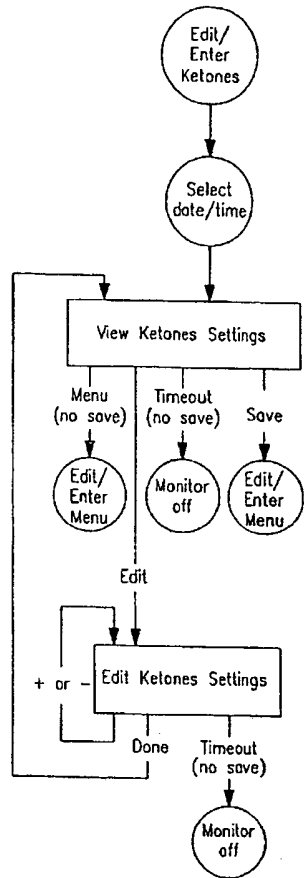 Edit/
Enter
Ketones
Select
date/time
View Ketones Settings
Menu
(no save)
Timeout
(no save)
Save
Edit/
Enter
Menu
Monitor
off
Edit/
Enter
Menu
Edit
+ or -
Edit Ketones Settings
Done
Timeout
(no save)
Monitor
off